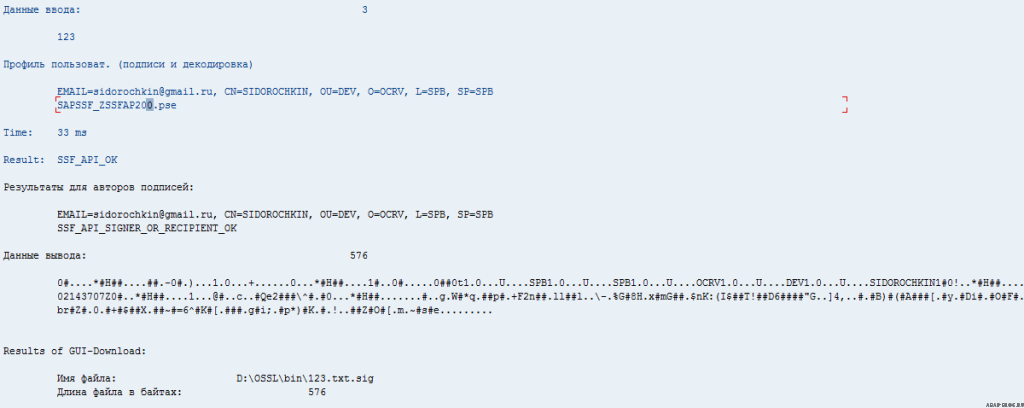 Данные ввода: 3
123
Профиль пользоват. (подписи и декодировка)
EMAIL=sidorochkin@gmail.ru, CN=SIDOROCHKIN, OU=DEV, O=OCRV, L=SPB, SP=SPB
SAPSSF_ZSSFAP200.pse
Time: 33 ms
Result: SSF_API_OK
Результаты для авторов подписей:
EMAIL=sidorochkin@gmail.ru, CN=SIDOROCHKIN, OU=DEV, O=OCRV, L=SPB, SP=SPB
SSF_API_SIGNER_OR_RECIPIENT_OK
Данные вывода: 576
0#....*#H##....##.-0#.)...1.0...+......0...*#H##....1#..0#.....0##0t1.0...U....SPB1.0...U....SPB1.0...U....OCRV1.0...U....DEV1.0...U....SIDOROCHKIN1#0!..*#H##....
02143707Z0#..*#H##....1...@#..c..#Qe2###\^#.#0...*#H##.......#..g.W#*q.##p#.+F2n##.ll##l..\-.%G#8H.x#mG##.$nK:(I$##T!##D6####"G..]4,..#.#B)#(#A###[.#y.#Di#.#O#F#.
br#Z#.0.#+#&##X.##~#=6^#K#[.###.g#i;.#p*)#K.#.!..##Z#O#[.m.~#s#e.........
Results of GUI-Download:
Имя файла: D:\OSSL\bin\123.txt.sig
Длина файла в байтах: 576
ABAP-BLOG.RU